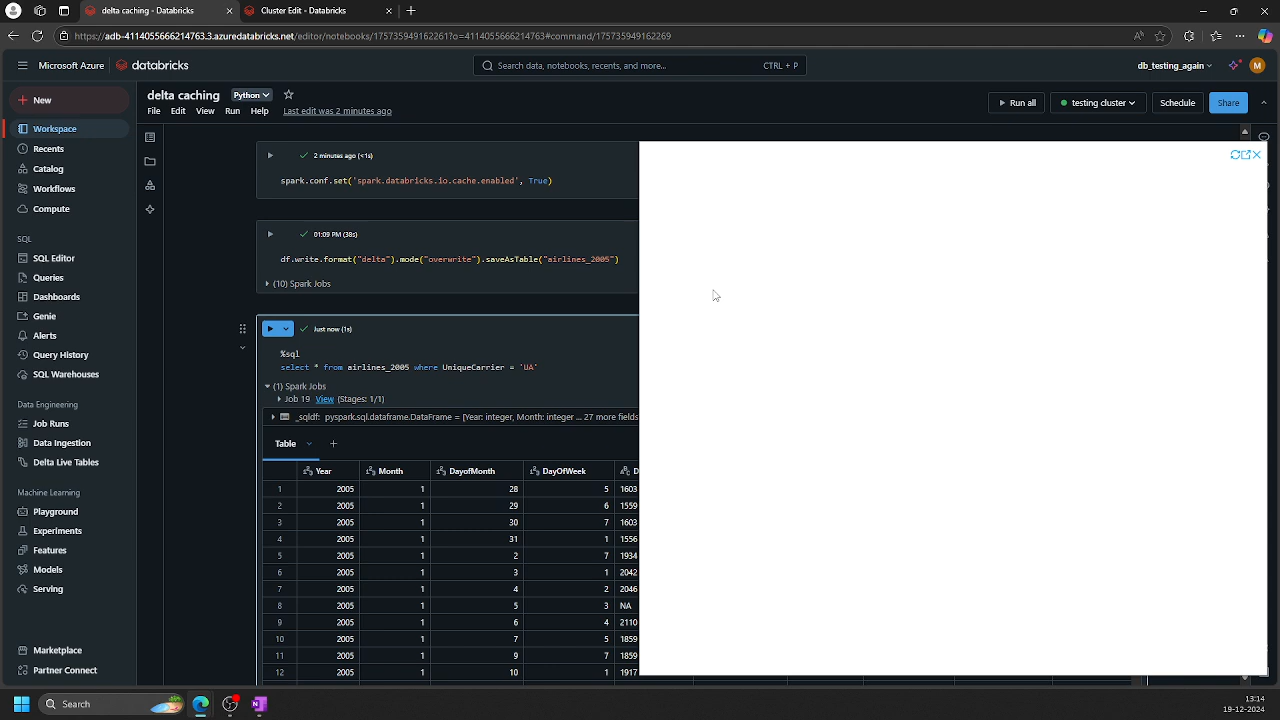 delta caching - Databricks
Cluster Edit - Databricks
https://adb-4114055666214763.3.azuredatabricks.net/editor/notebooks/175735949162261?o=4114055666214763#command/1757359491622669
Microsoft Azure databricks
Search data, notebooks, recents, and more... CTRL + P
db_testing_again
M
New
Workspace
Recents
Catalog
Workflows
Compute
SQL
SQL Editor
Queries
Dashboards
Genie
Alerts
Query History
SQL Warehouses
Data Engineering
Job Runs
Data Ingestion
Delta Live Tables
Machine Learning
Playground
Experiments
Features
Models
Serving
Marketplace
Partner Connect
delta caching Python
File Edit View Run Help Last edit was 2 minutes ago
Run all testing cluster Schedule Share
2 minutes ago (<1s)
spark.conf.set('spark.databricks.io.cache.enabled', True)
01:09 PM (38s)
df.write.format("delta").mode("overwrite").saveAsTable("airlines_2005")
(10) Spark Jobs
Just now (1s)
%sql
select * from airlines_2005 where UniqueCarrier = 'UA'
(1) Spark Jobs
Job 19 View (Stages: 1/1)
_sqldf: pyspark.sql.dataframe.DataFrame = [Year: integer, Month: integer ... 27 more fields
Table +
Year Month DayofMonth DayOfWeek D
1 2005 1 28 5 1603
2 2005 1 29 6 1559
3 2005 1 30 7 1603
4 2005 1 31 1 1556
5 2005 1 2 7 1934
6 2005 1 3 1 2042
7 2005 1 4 2 2046
8 2005 1 5 3 NA
9 2005 1 6 4 2110
10 2005 1 7 5 1859
11 2005 1 9 7 1859
12 2005 1 10 1 1917
Search
13:14
19-12-2024